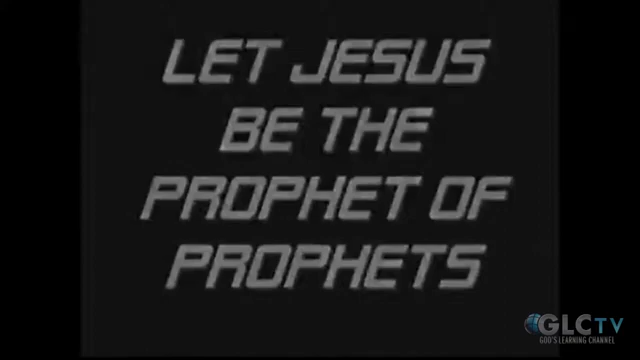 LET JESUS
BE THE
PROPHET OF
PROPHETS
GLCTV
GOD'S LEARNING CHANNEL